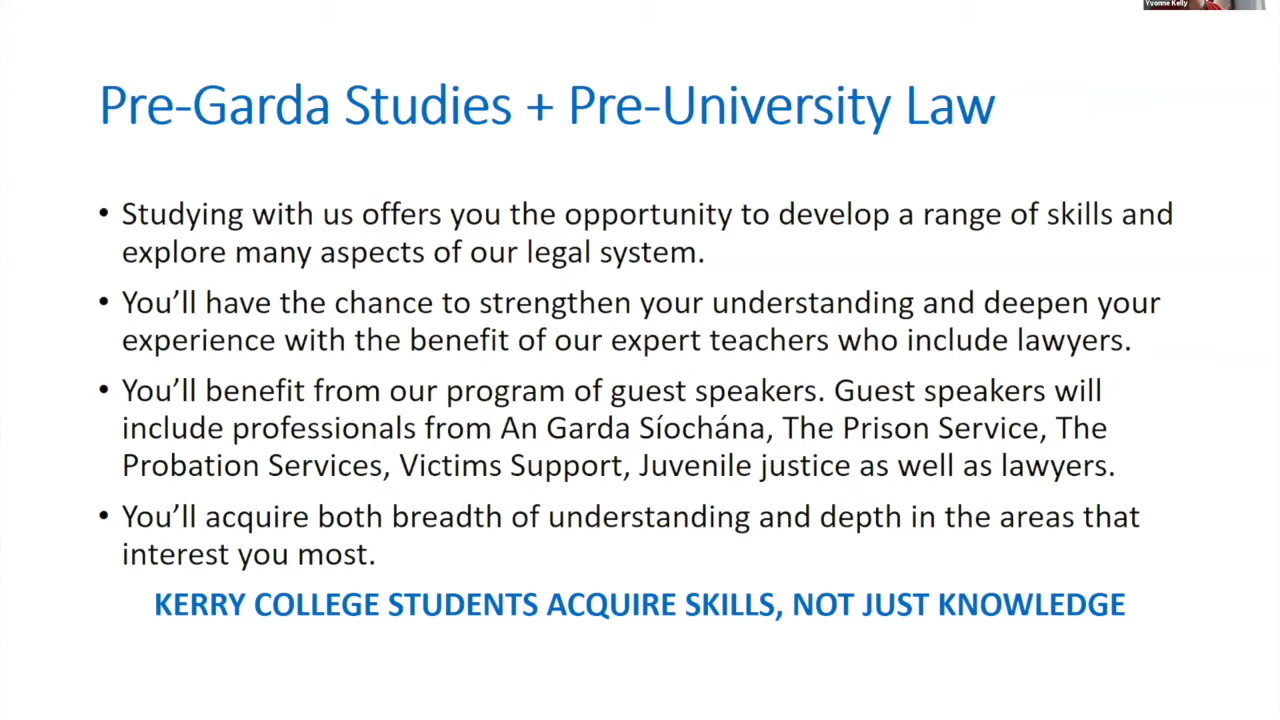 Yvonne Kelly
Pre-Garda Studies + Pre-University Law
• Studying with us offers you the opportunity to develop a range of skills and
explore many aspects of our legal system.
• You’ll have the chance to strengthen your understanding and deepen your
experience with the benefit of our expert teachers who include lawyers.
• You’ll benefit from our program of guest speakers. Guest speakers will
include professionals from An Garda Síochána, The Prison Service, The
Probation Services, Victims Support, Juvenile justice as well as lawyers.
• You’ll acquire both breadth of understanding and depth in the areas that
interest you most.
KERRY COLLEGE STUDENTS ACQUIRE SKILLS, NOT JUST KNOWLEDGE